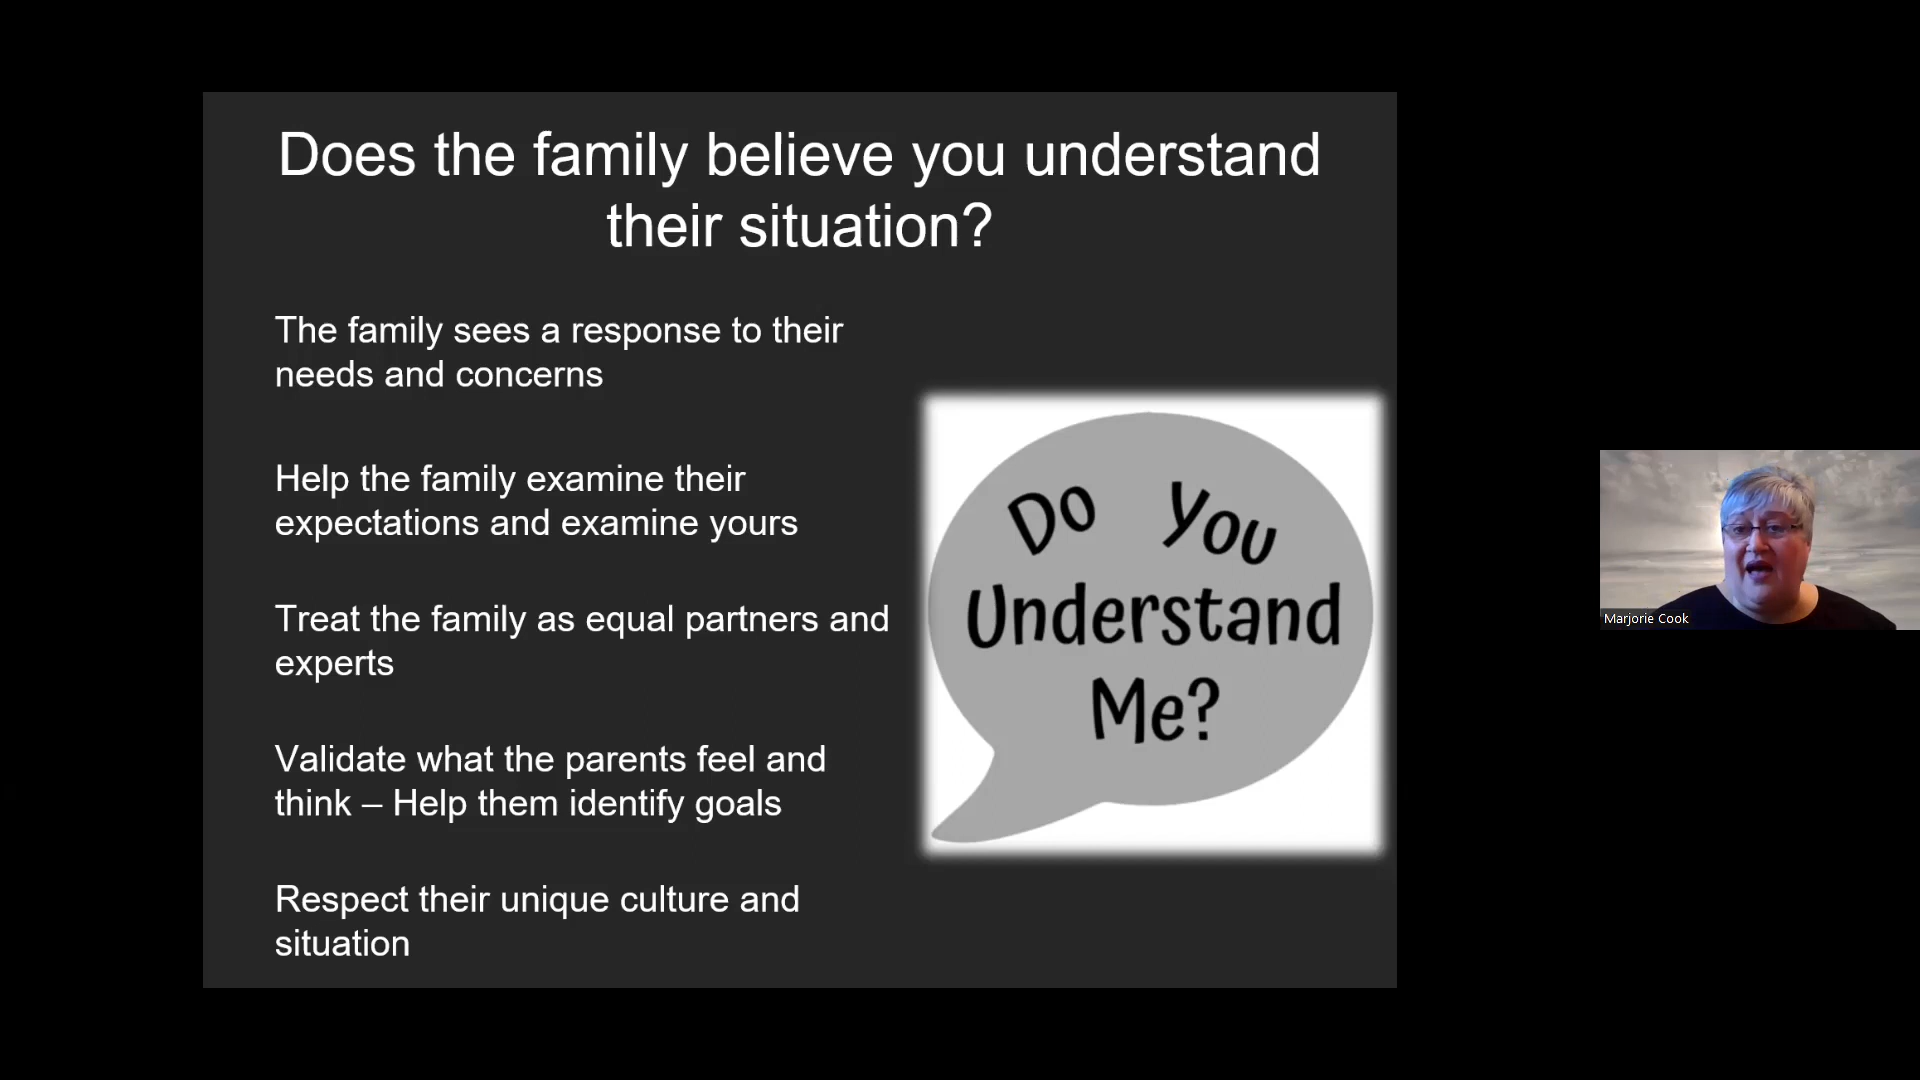 Does the family believe you understand
their situation?
The family sees a response to their
needs and concerns
Help the family examine their
expectations and examine yours
Treat the family as equal partners and
experts
Validate what the parents feel and
think – Help them identify goals
Respect their unique culture and
situation
Do You
Understand
Me?
Marjorie Cook